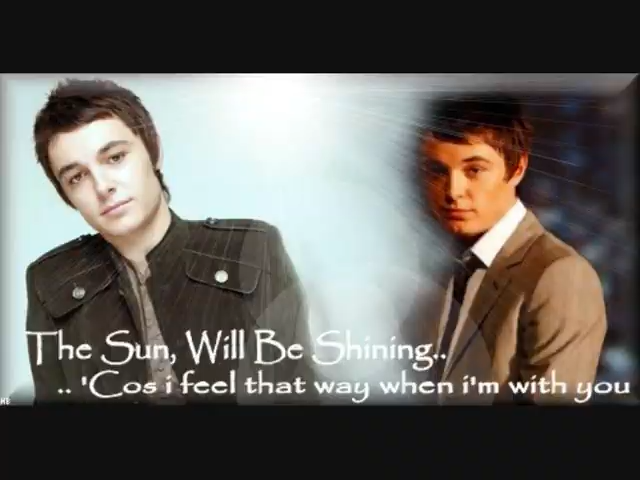 The Sun, Will Be Shining..
.. 'Cos i feel that way when i'm with you